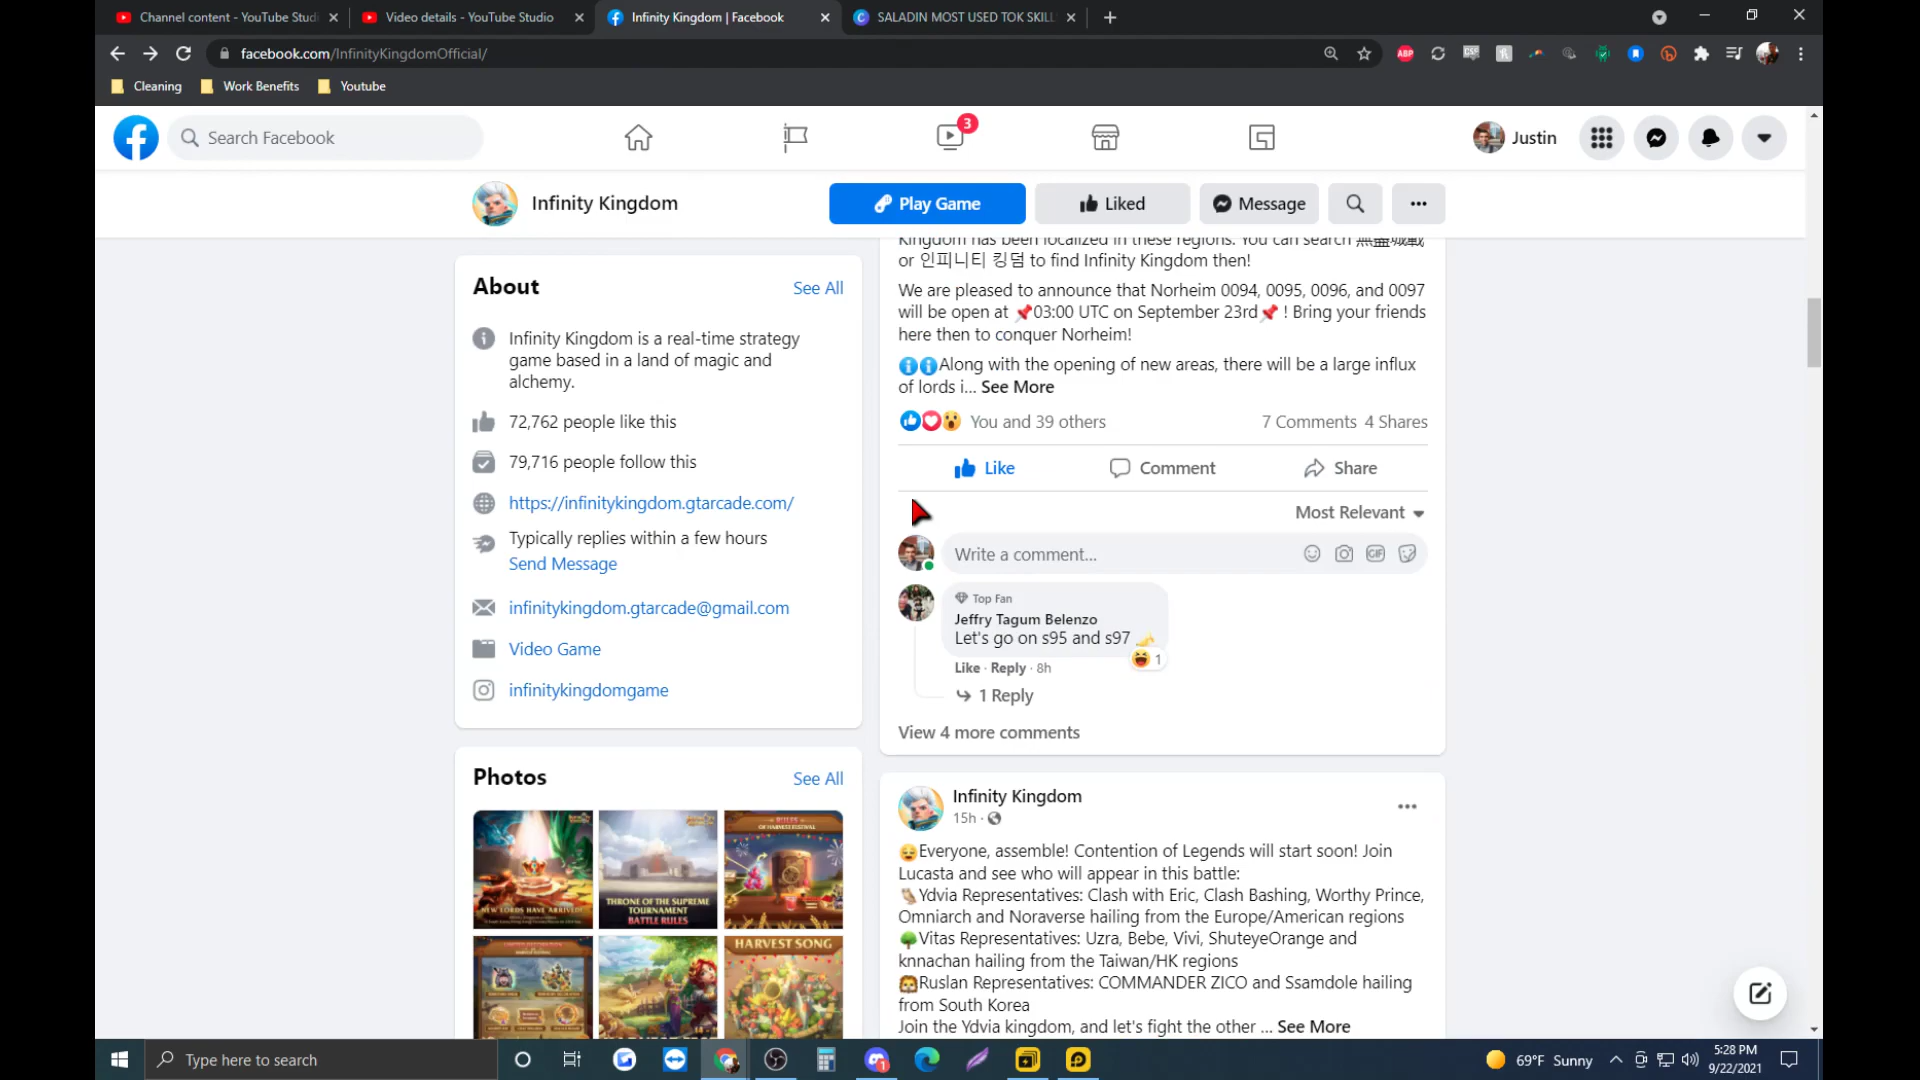 Channel content - YouTube Studi
Video details - YouTube Studio
Infinity Kingdom | Facebook
SALADIN MOST USED TOK SKILL
facebook.com/InfinityKingdomOfficial/
Cleaning
Work Benefits
Youtube
Search Facebook
3
Justin
Infinity Kingdom
Play Game
Liked
Message
About
See All
Infinity Kingdom is a real-time strategy
game based in a land of magic and
alchemy.
72,762 people like this
79,716 people follow this
https://infinitykingdom.gtarcade.com/
Typically replies within a few hours
Send Message
infinitykingdom.gtarcade@gmail.com
Video Game
infinitykingdomgame
Photos
See All
NEW LORDS HAVE ARRIVED!
THRONE OF THE SUPREME
TOURNAMENT
BATTLE RULES
RULES
OF HARVEST FESTIVAL
HARVEST SONG
Kingdom has been localized in these regions. You can search
or 인피니티 킹덤 to find Infinity Kingdom then!
We are pleased to announce that Norheim 0094, 0095, 0096, and 0097
will be open at 📌03:00 UTC on September 23rd📌 ! Bring your friends
here then to conquer Norheim!
ℹ️ℹ️Along with the opening of new areas, there will be a large influx
of lords i... See More
You and 39 others
7 Comments 4 Shares
Like
Comment
Share
Most Relevant
Write a comment...
GIF
Top Fan
Jeffry Tagum Belenzo
Let's go on s95 and s97
1
Like · Reply · 8h
1 Reply
View 4 more comments
Infinity Kingdom
15h ·
Everyone, assemble! Contention of Legends will start soon! Join
Lucasta and see who will appear in this battle:
Ydvia Representatives: Clash with Eric, Clash Bashing, Worthy Prince,
Omniarch and Noraverse hailing from the Europe/American regions
🌳Vitas Representatives: Uzra, Bebe, Vivi, ShuteyeOrange and
knnachan hailing from the Taiwan/HK regions
Ruslan Representatives: COMMANDER ZICO and Ssamdole hailing
from South Korea
Join the Ydvia kingdom, and let's fight the other ... See More
Type here to search
69°F Sunny
5:28 PM
9/22/2021